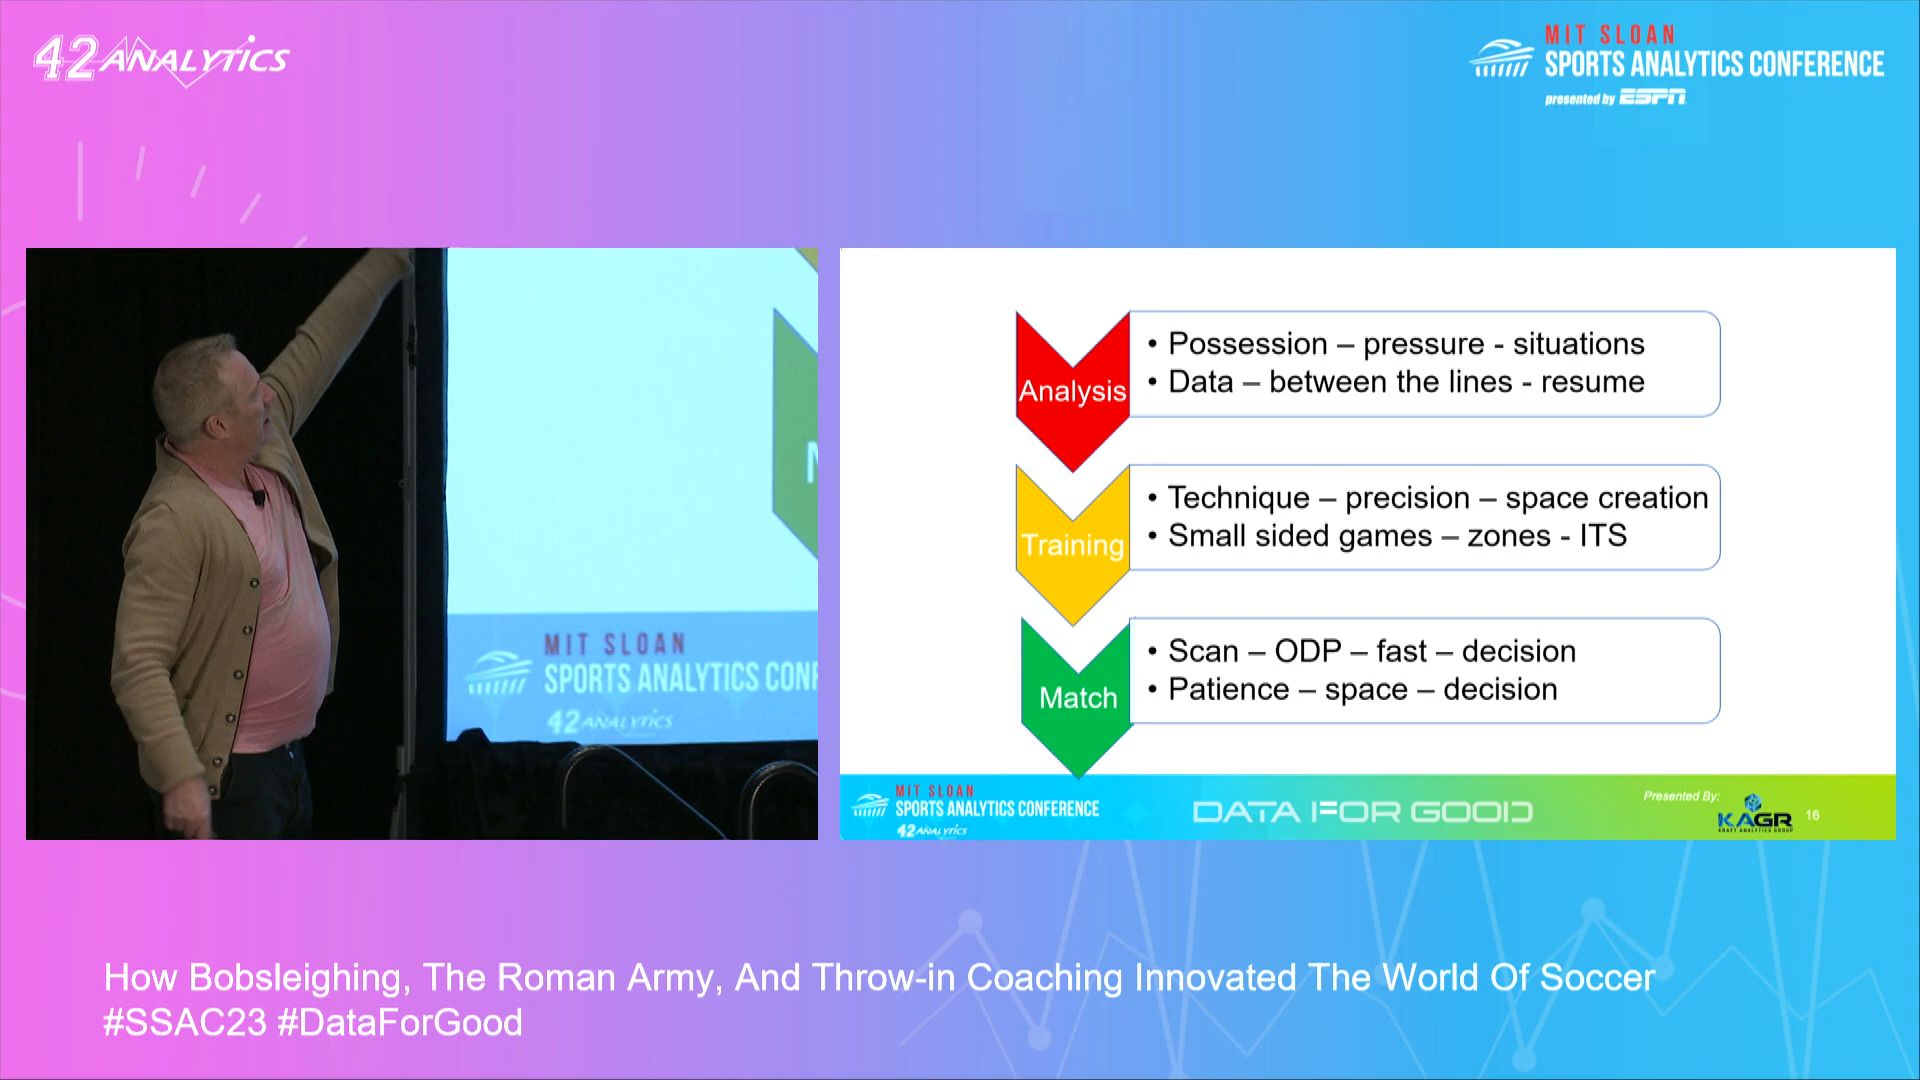 42 ANALYTICS
MIT SLOAN
SPORTS ANALYTICS CONFERENCE
presented by ESPN
MIT SLOAN
SPORTS ANALYTICS CONF
42 ANALYTICS
Analysis
• Possession – pressure - situations
• Data – between the lines - resume
Training
• Technique – precision – space creation
• Small sided games – zones - ITS
Match
• Scan – ODP – fast – decision
• Patience – space – decision
MIT SLOAN
SPORTS ANALYTICS CONFERENCE
42 ANALYTICS
DATA FOR GOOD
Presented By:
KAGR
KRAFT ANALYTICS GROUP
16
How Bobsleighing, The Roman Army, And Throw-in Coaching Innovated The World Of Soccer
#SSAC23 #DataForGood